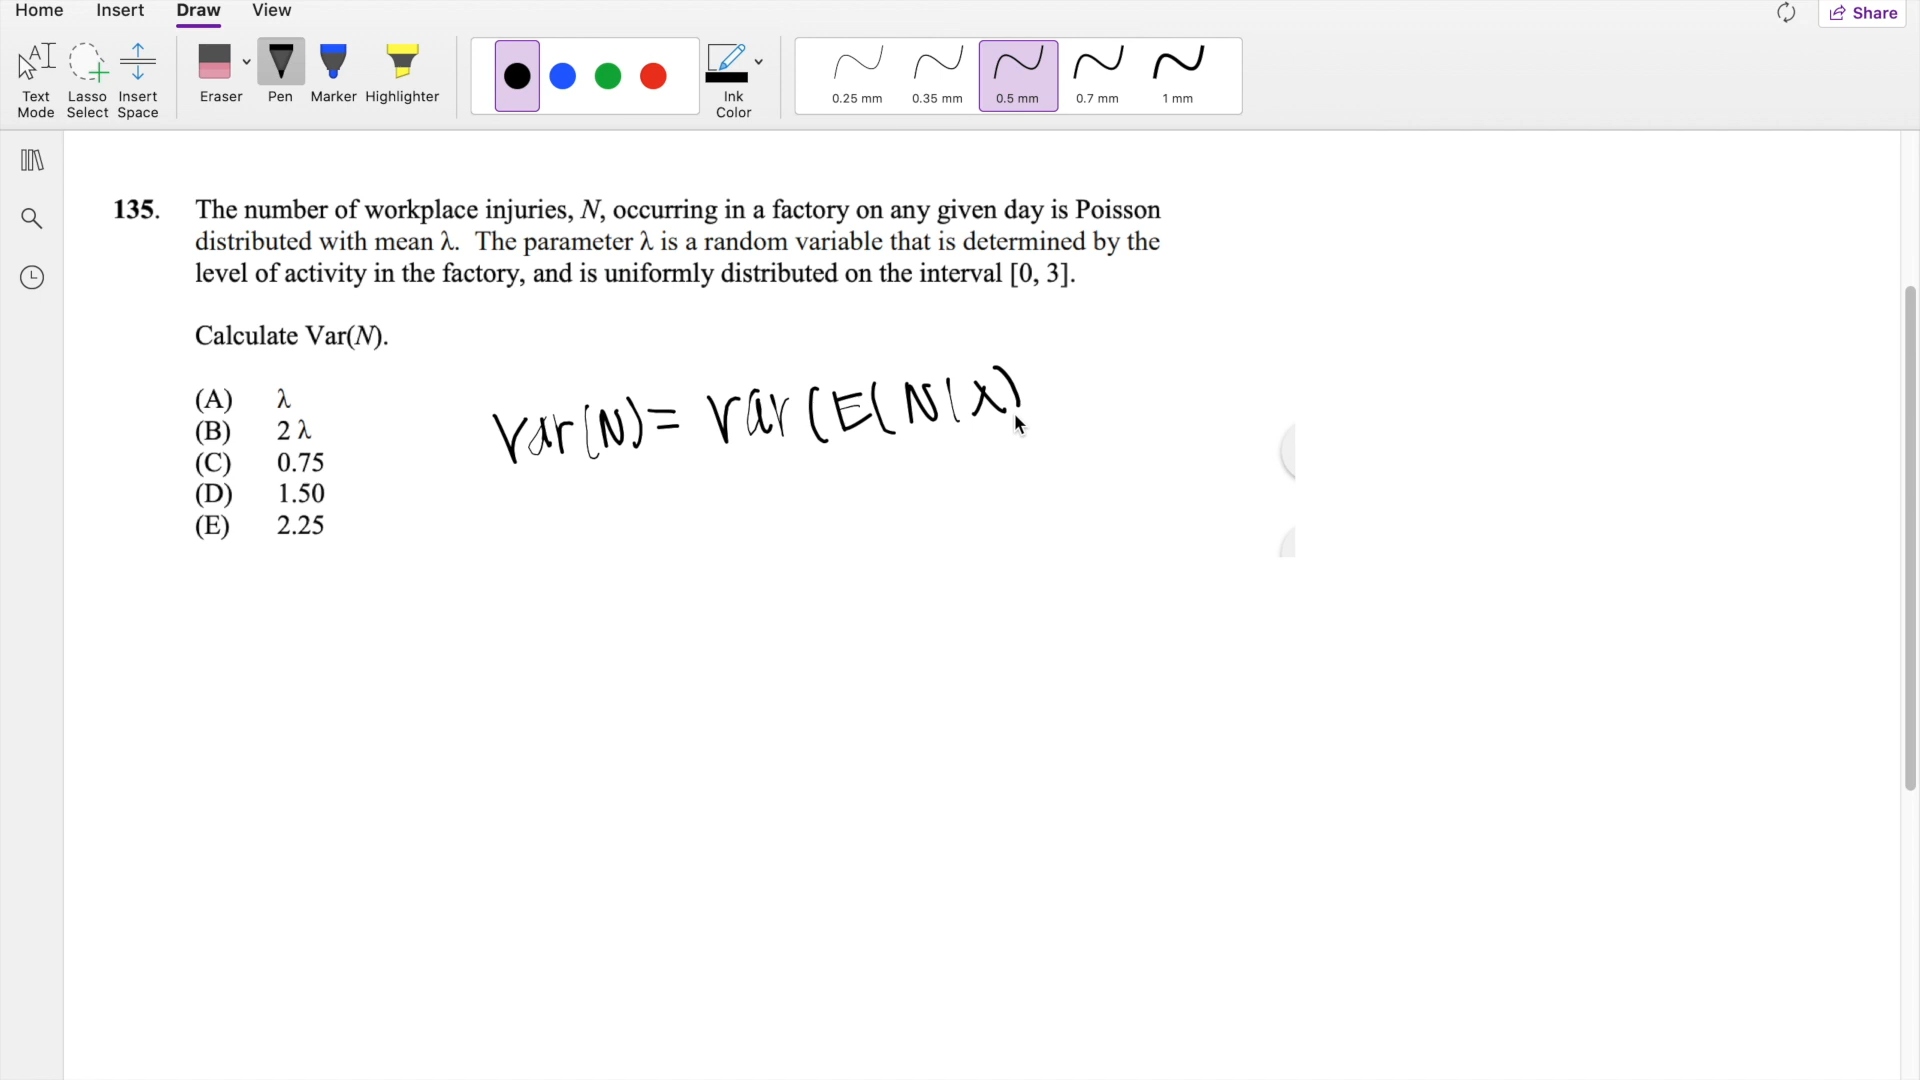 Home Insert Draw View
Share
Text Mode
Lasso Select
Insert Space
Eraser
Pen
Marker
Highlighter
Ink Color
0.25 mm
0.35 mm
0.5 mm
0.7 mm
1 mm
135. The number of workplace injuries, N, occurring in a factory on any given day is Poisson
distributed with mean λ. The parameter λ is a random variable that is determined by the
level of activity in the factory, and is uniformly distributed on the interval [0, 3].
Calculate Var(N).
(A) λ
(B) 2 λ
(C) 0.75
(D) 1.50
(E) 2.25
Var(N) = Var(E(N|λ)